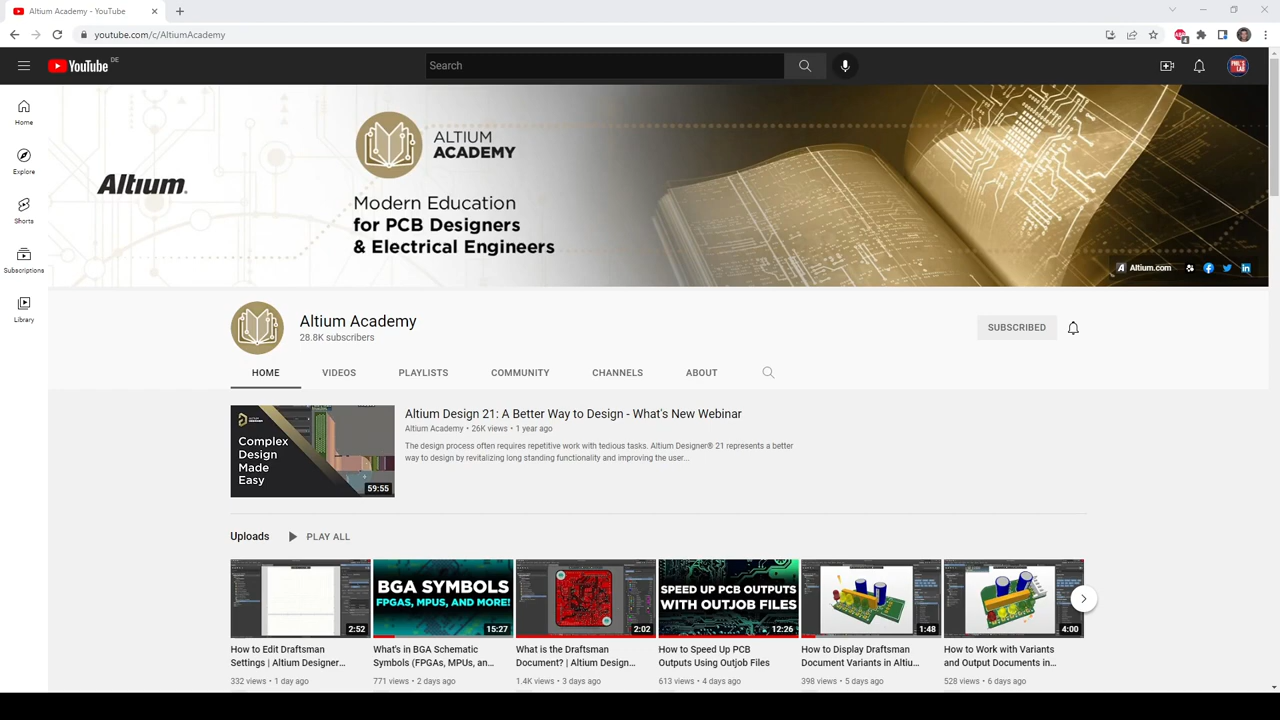 Altium Academy - YouTube
youtube.com/c/AltiumAcademy
4
YouTube DE
Search
PHIL'S LAB
Home
Explore
Shorts
Subscriptions
Library
Altium
ALTIUM
ACADEMY
Modern Education
for PCB Designers
& Electrical Engineers
Altium.com
Altium Academy
28.8K subscribers
SUBSCRIBED
HOME VIDEOS PLAYLISTS COMMUNITY CHANNELS ABOUT
Complex
Design
Made
Easy
59:55
Altium Design 21: A Better Way to Design - What's New Webinar
Altium Academy • 26K views • 1 year ago
The design process often requires repetitive work with tedious tasks. Altium Designer® 21 represents a better
way to design by revitalizing long standing functionality and improving the user...
Uploads PLAY ALL
2:52
BGA SYMBOLS
FPGAS, MPUS, AND MORE!
15:27
2:02
SPEED UP PCB OUTPUTS
WITH OUTJOB FILES
12:26
1:48
4:00
How to Edit Draftsman
Settings | Altium Designer...
332 views • 1 day ago
What's in BGA Schematic
Symbols (FPGAs, MPUs, an...
771 views • 2 days ago
What is the Draftsman
Document? | Altium Design...
1.4K views • 3 days ago
How to Speed Up PCB
Outputs Using Outjob Files
613 views • 4 days ago
How to Display Draftsman
Document Variants in Altiu...
398 views • 5 days ago
How to Work with Variants
and Output Documents in...
528 views • 6 days ago